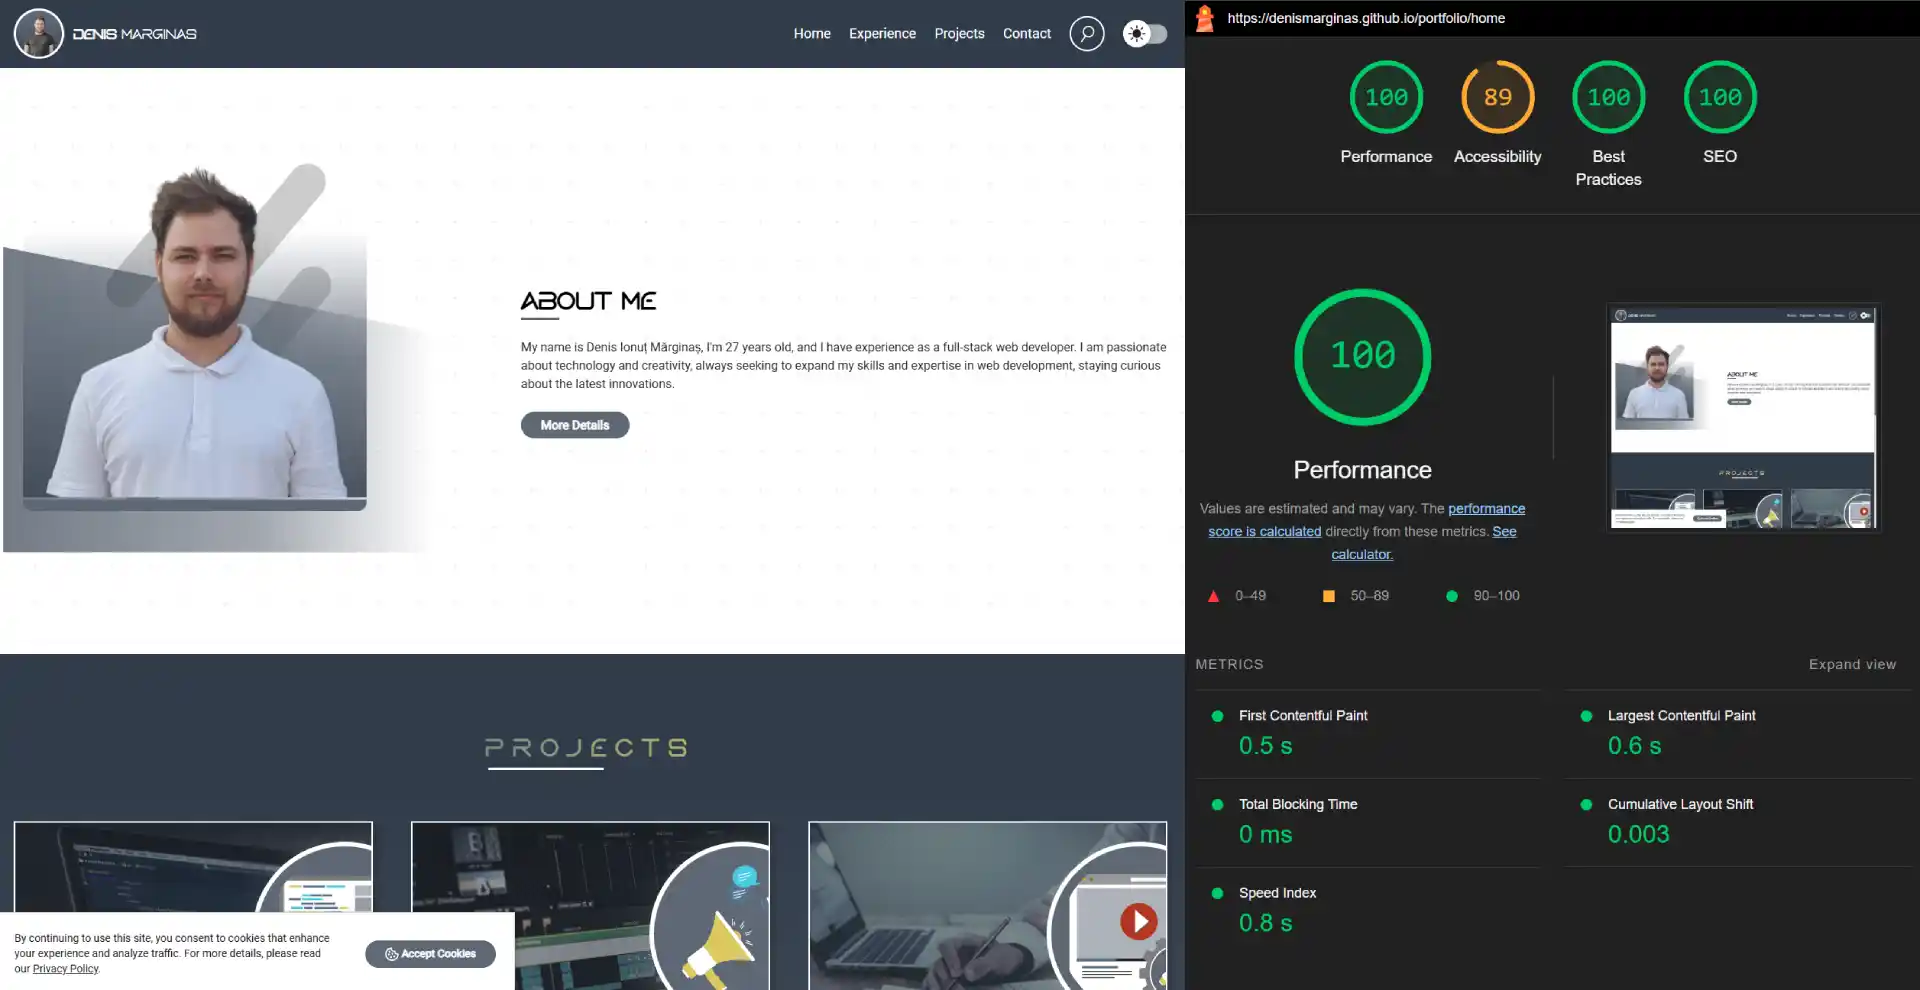 DENIS MARGINAS
Home
Experience
Projects
Contact
ABOUT ME
My name is Denis Ionuț Mărginaș, I'm 27 years old, and I have experience as a full-stack web developer. I am passionate
about technology and creativity, always seeking to expand my skills and expertise in web development, staying curious
about the latest innovations.
More Details
PROJECTS
By continuing to use this site, you consent to cookies that enhance
your experience and analyze traffic. For more details, please read
our Privacy Policy.
Accept Cookies
https://denismarginas.github.io/portfolio/home
100
89
100
100
Performance
Accessibility
Best
Practices
SEO
100
Performance
Values are estimated and may vary. The performance
score is calculated directly from these metrics. See
calculator.
0–49
50–89
90–100
ABOUT ME
PROJECTS
METRICS
Expand view
First Contentful Paint
0.5 s
Largest Contentful Paint
0.6 s
Total Blocking Time
0 ms
Cumulative Layout Shift
0.003
Speed Index
0.8 s